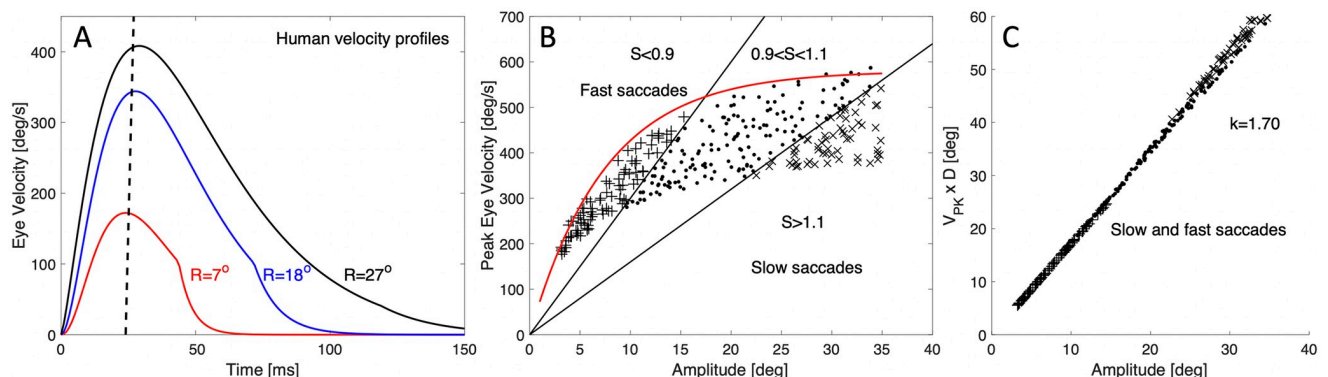 A
Human velocity profiles
Eye Velocity [deg/s]
400
300
200
100
0
R=7°
R=18°
R=27°
0 50 100 150
Time [ms]
B
S<0.9
0.9<S<1.1
Fast saccades
S>1.1
Slow saccades
Peak Eye Velocity [deg/s]
700
600
500
400
300
200
100
0
0 5 10 15 20 25 30 35 40
Amplitude [deg]
C
k=1.70
Slow and fast saccades
V_PK x D [deg]
60
50
40
30
20
10
0
0 10 20 30 40
Amplitude [deg]